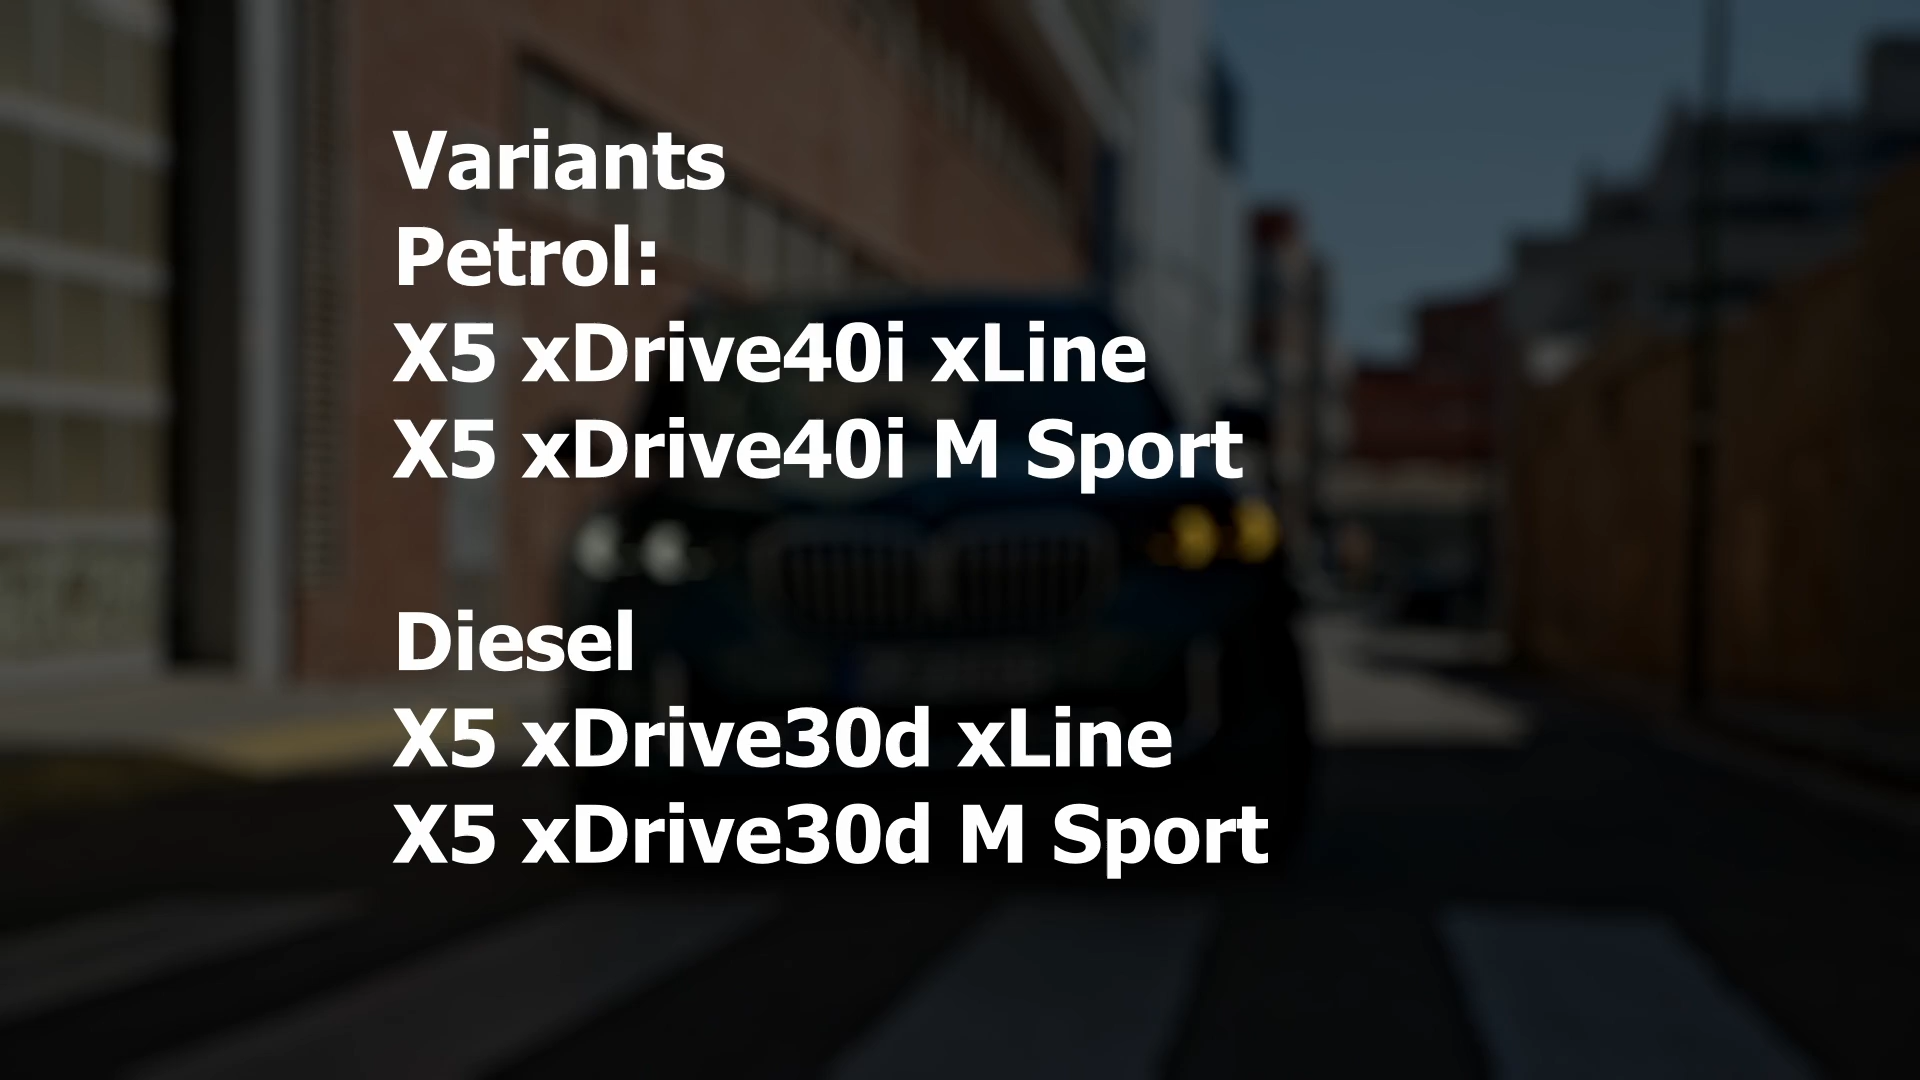 Variants
Petrol:
X5 xDrive40i xLine
X5 xDrive40i M Sport
Diesel
X5 xDrive30d xLine
X5 xDrive30d M Sport